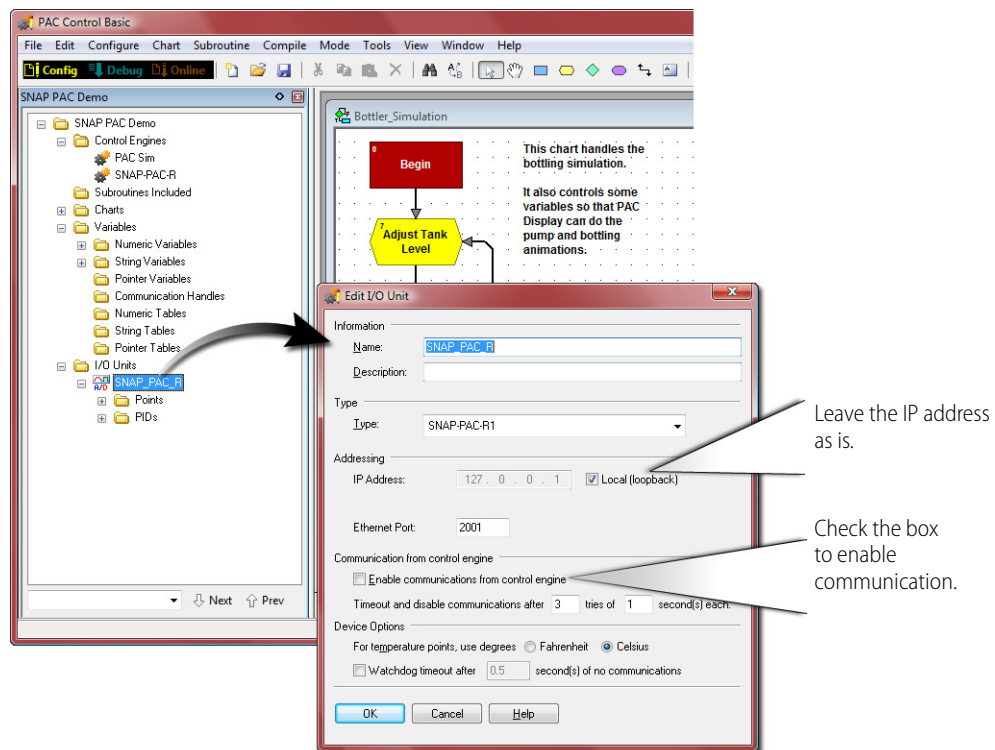 PAC Control Basic
File Edit Configure Chart Subroutine Compile Mode Tools View Window Help
Config Debug Online
SNAP PAC Demo
SNAP PAC Demo
Control Engines
PAC Sim
SNAP-PAC-R
Subroutines Included
Charts
Variables
Numeric Variables
String Variables
Pointer Variables
Communication Handles
Numeric Tables
String Tables
Pointer Tables
I/O Units
A/D
SNAP_PAC_R
Points
PIDs
Next Prev
Bottler_Simulation
0
Begin
7
Adjust Tank
Level
This chart handles the
bottling simulation.
It also controls some
variables so that PAC
Display can do the
pump and bottling
animations.
Edit I/O Unit
Information
Name: SNAP_PAC_R
Description:
Type
Type: SNAP-PAC-R1
Addressing
IP Address: 127 . 0 . 0 . 1 Local (loopback)
Ethernet Port: 2001
Communication from control engine
Enable communications from control engine
Timeout and disable communications after 3 tries of 1 second(s) each.
Device Options
For temperature points, use degrees Fahrenheit Celsius
Watchdog timeout after 0.5 second(s) of no communications
OK Cancel Help
Leave the IP address
as is.
Check the box
to enable
communication.